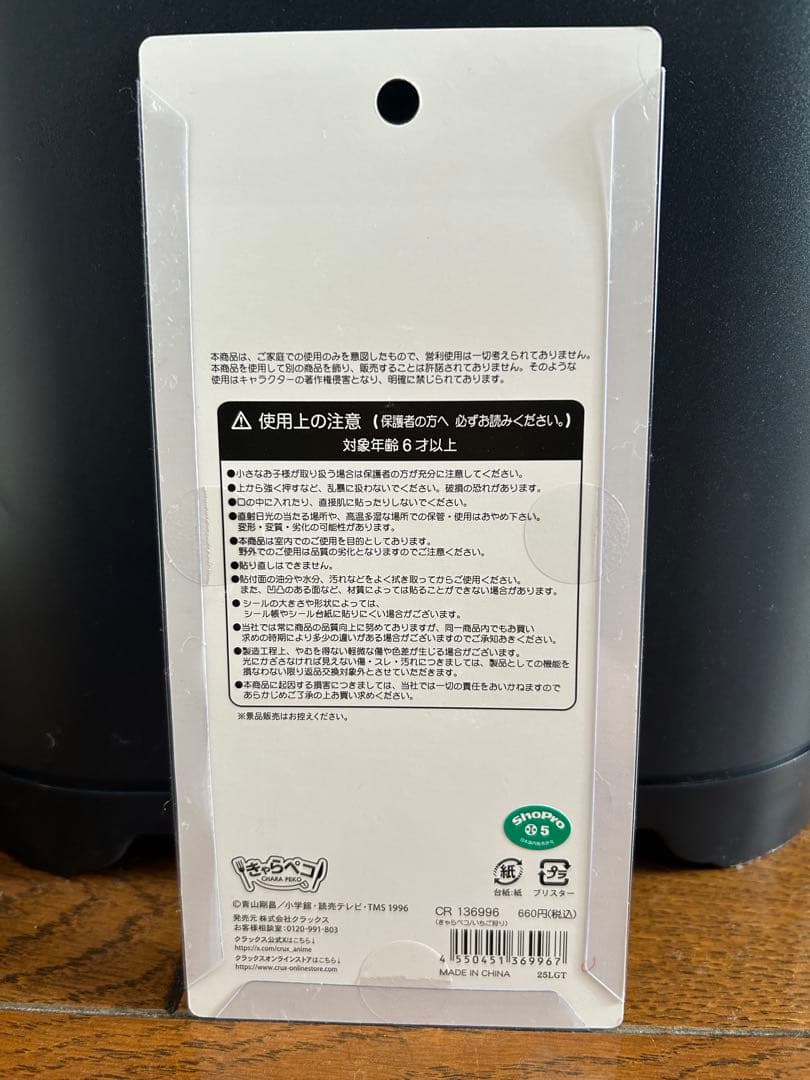 本商品は、ご家庭での使用のみを意図したもので、営利使用は一切考えられておりません。
本商品を使用して別の商品を飾り、販売することは許諾されておりません。そのような
使用はキャラクターの著作権侵害となり、明確に禁じられております。
⚠ 使用上の注意 (保護者の方へ 必ずお読みください。)
対象年齢6才以上
●小さなお子様が取り扱う場合は保護者の方が充分に注意してください。
●上から強く押すなど、乱暴に扱わないでください。破損の恐れがあります。
●口の中に入れたり、直接肌に貼ったりしないでください。
●直射日光の当たる場所や、高温多湿な場所での保管・使用はおやめ下さい。
変形・変質・劣化の可能性があります。
●本商品は室内でのご使用を目的としております。
野外でのご使用は品質の劣化となりますのでご注意ください。
●貼り直しはできません。
●貼付面の油分や水分、汚れなどをよく拭き取ってからご使用ください。
また、凹凸のある面など、材質によっては貼ることができない場合があります。
●シールの大きさや形状によっては、
シール帳やシール台紙に貼りにくい場合がございます。
●当社では常に商品の品質向上に努めておりますが、同一商品内でもお買い
求めの時期により多少の違いがある場合がございますのでご承知おきください。
●製造工程上、やむを得ない軽微な傷や色差が生じる場合がございます。
光にかざさなければ見えない傷・スレ・汚れにつきましては、製品としての機能を
損なわない限り返品交換対象外とさせていただきます。
●本商品に起因する損害につきましては、当社では一切の責任をおいかねますので
あらかじめご了承の上お買い求めください。
※景品販売はお控えください。
ShoPro
5
日本国内販売許可
きゃらペコ
CHARA PEKO
紙
台紙:紙
プラ
ブリスター
©青山剛昌／小学館・読売テレビ・TMS 1996
発売元 株式会社クラックス
お客様相談室:0120-991-803
クラックス公式Xはこちら↓
https://x.com/crux_anime
クラックスオンラインストアはこちら↓
https://www.crux-onlinestore.com
CR 136996 660円(税込)
(きゃらペコ/いちご狩り)
4 550451 369967
MADE IN CHINA 25LGT